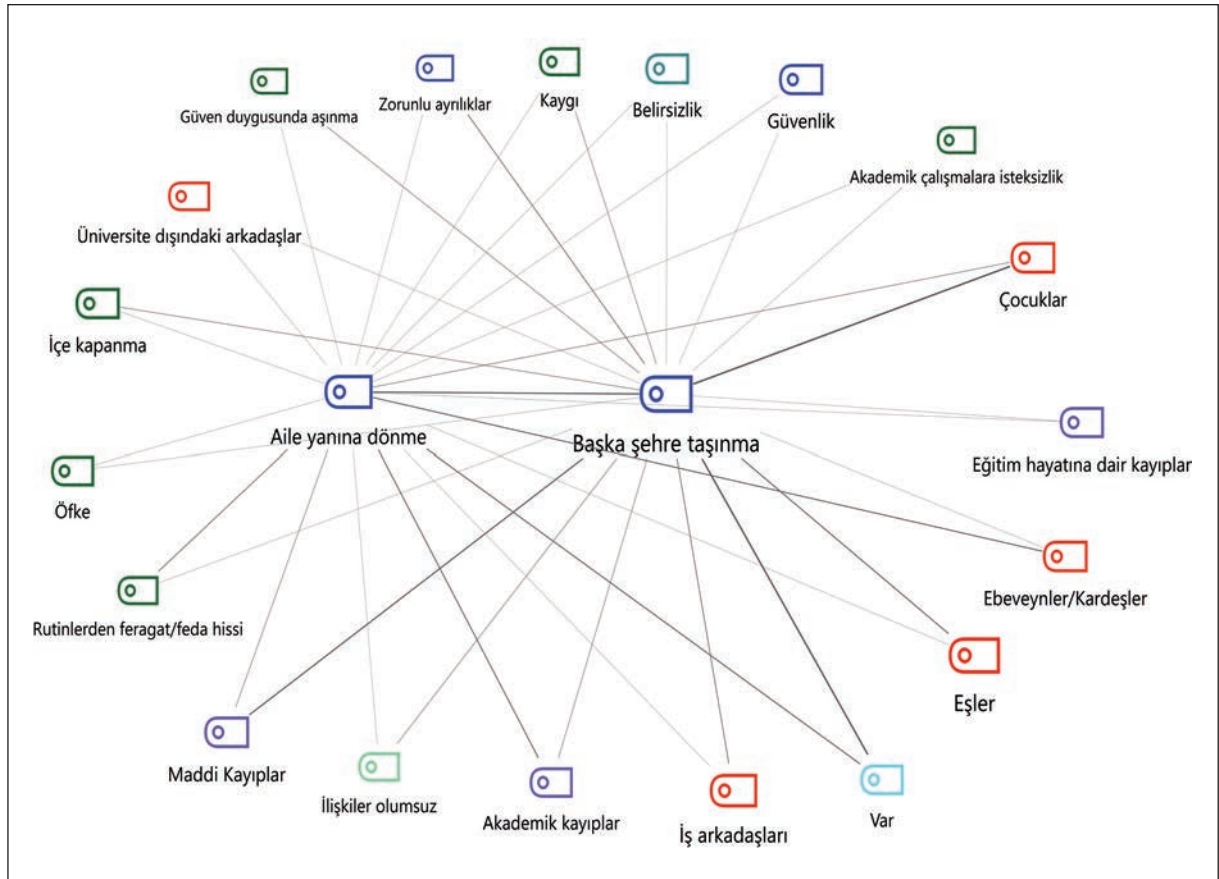 Güven duygusunda aşınma
Zorunlu ayrılıklar
Kaygı
Belirsizlik
Güvenlik
Akademik çalışmalara isteksizlik
Üniversite dışındaki arkadaşlar
Çocuklar
İçe kapanma
Aile yanına dönme
Başka şehre taşınma
Eğitim hayatına dair kayıplar
Öfke
Ebeveynler/Kardeşler
Rutinlerden feragat/feda hissi
Eşler
Maddi Kayıplar
İlişkiler olumsuz
Akademik kayıplar
İş arkadaşları
Var